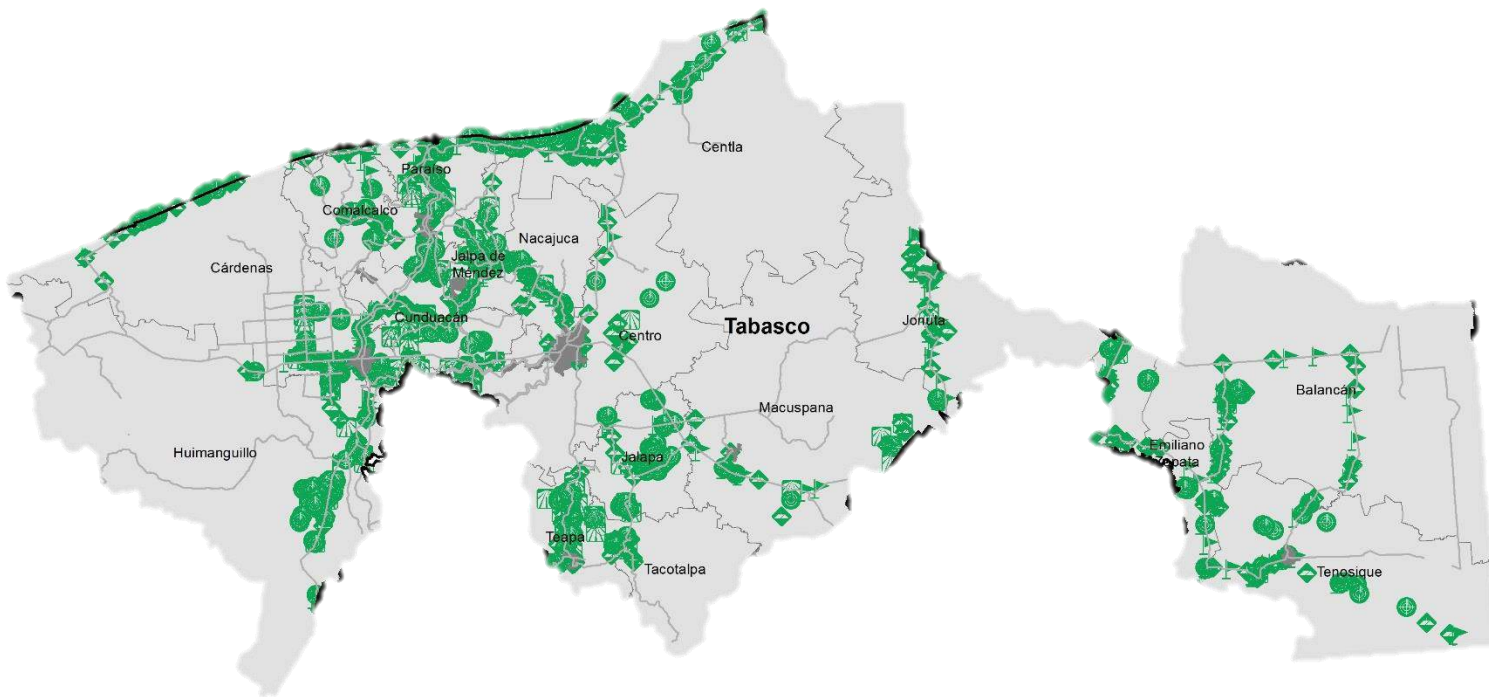 Centla
Paraíso
Comalcalco
Nacajuca
Jalpa de
Méndez
Cárdenas
Cunduacán
Tabasco
Centro
Jonuta
Balancán
Macuspana
Emiliano
Zapata
Huimanguillo
Jalapa
Teapa
Tacotalpa
Tenosique